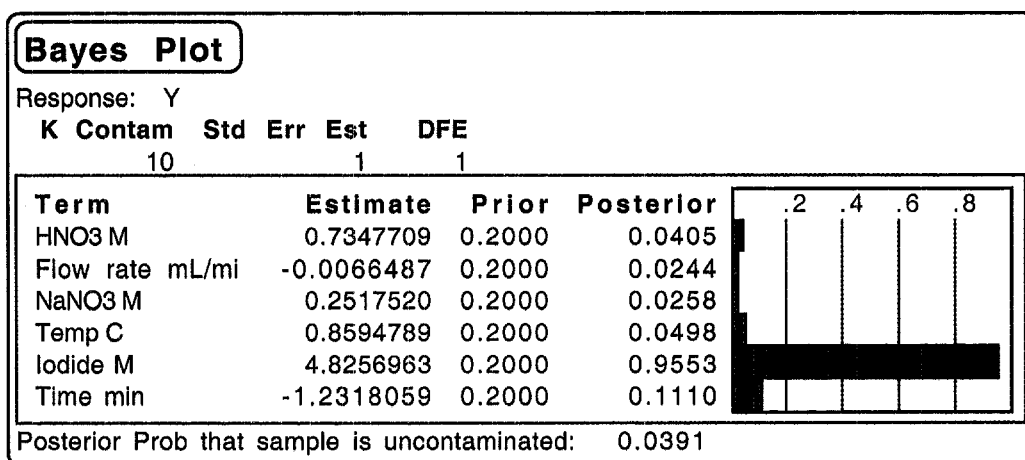 Bayes Plot
Response: Y
K Contam Std Err Est DFE
10 1 1
Term Estimate Prior Posterior .2 .4 .6 .8
HNO3 M 0.7347709 0.2000 0.0405
Flow rate mL/mi -0.0066487 0.2000 0.0244
NaNO3 M 0.2517520 0.2000 0.0258
Temp C 0.8594789 0.2000 0.0498
Iodide M 4.8256963 0.2000 0.9553
Time min -1.2318059 0.2000 0.1110
Posterior Prob that sample is uncontaminated: 0.0391